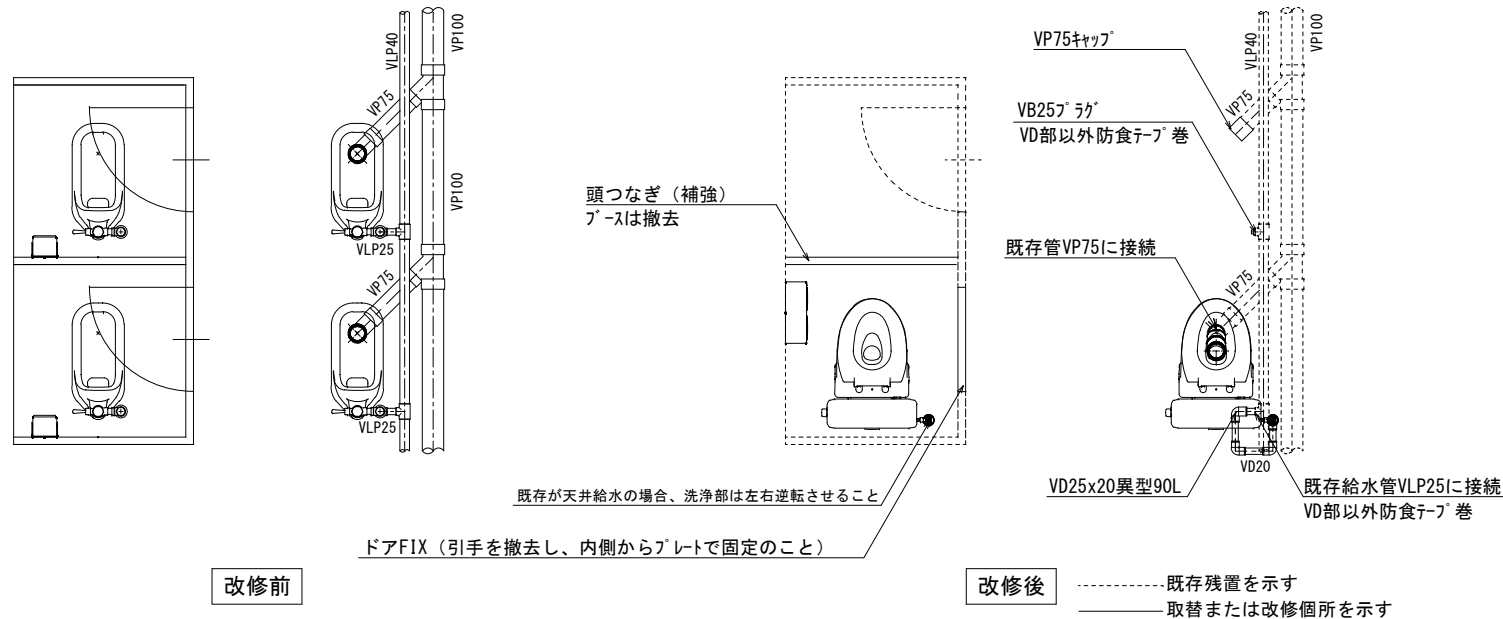 VLP40
VP100
VP75
VP100
VLP25
VP75
VLP25
改修前
頭つなぎ（補強）
ﾌﾞｰｽは撤去
既存が天井給水の場合、洗浄部は左右逆転させること
ドアFIX（引手を撤去し、内側からﾌﾟﾚｰﾄで固定のこと）
VP75ｷｬｯﾌﾟ
VLP40
VP100
VP75
VB25ﾌﾟﾗｸﾞ
VD部以外防食ﾃｰﾌﾟ巻
既存管VP75に接続
VP75
VD20
VD25x20異型90L
既存給水管VLP25に接続
VD部以外防食ﾃｰﾌﾟ巻
改修後
既存残置を示す
取替または改修個所を示す